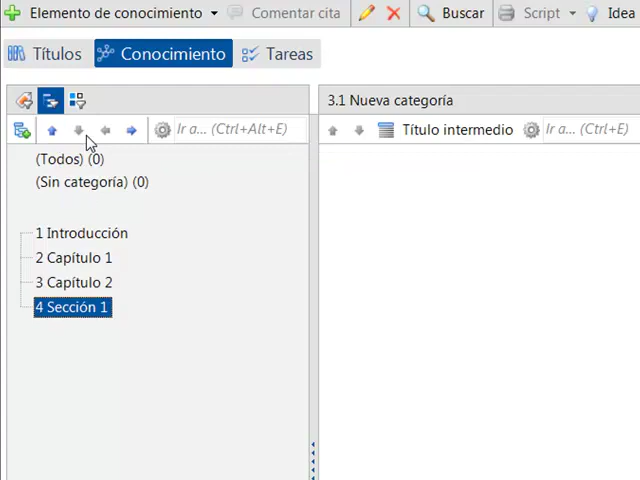 Elemento de conocimiento Comentar cita Buscar Script Idea
Títulos Conocimiento Tareas
3.1 Nueva categoría
Ir a... (Ctrl+Alt+E) Título intermedio Ir a... (Ctrl+Alt+E)
(Todos) (0)
(Sin categoría) (0)
1 Introducción
2 Capítulo 1
3 Capítulo 2
4 Sección 1